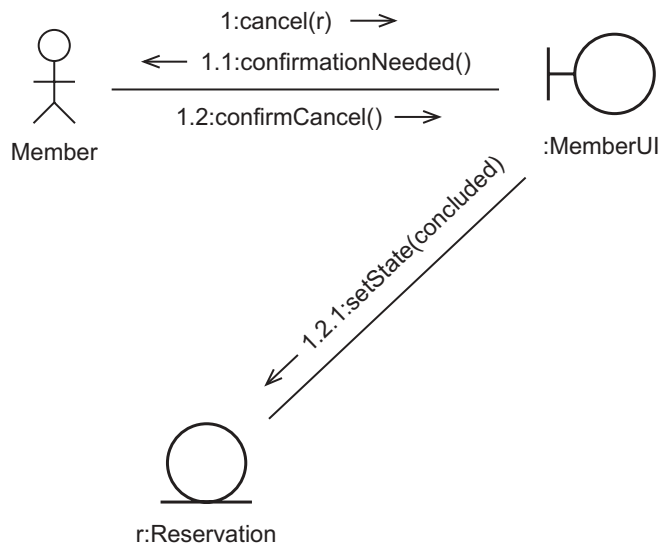 1:cancel(r)
1.1:confirmationNeeded()
1.2:confirmCancel()
Member
:MemberUI
1.2.1:setState(concluded)
r:Reservation